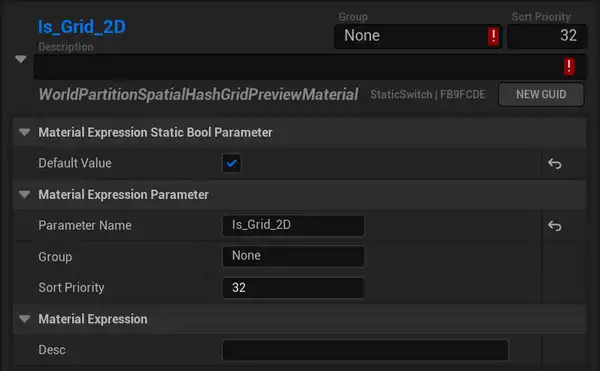 Is_Grid_2D
Group
Sort Priority
None
!
32
Description
!
WorldPartitionSpatialHashGridPreviewMaterial
StaticSwitch | FB9FCDE
NEW GUID
Material Expression Static Bool Parameter
Default Value
Material Expression Parameter
Parameter Name
Is_Grid_2D
Group
None
Sort Priority
32
Material Expression
Desc